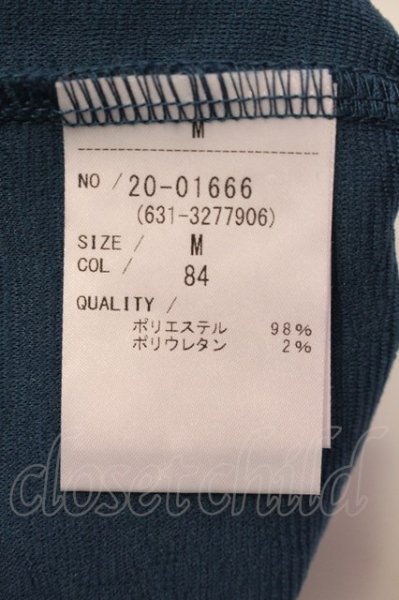 M
NO / 20-01666
(631-3277906)
SIZE / M
COL / 84
QUALITY /
ポリエステル 98%
ポリウレタン 2%
closetchild